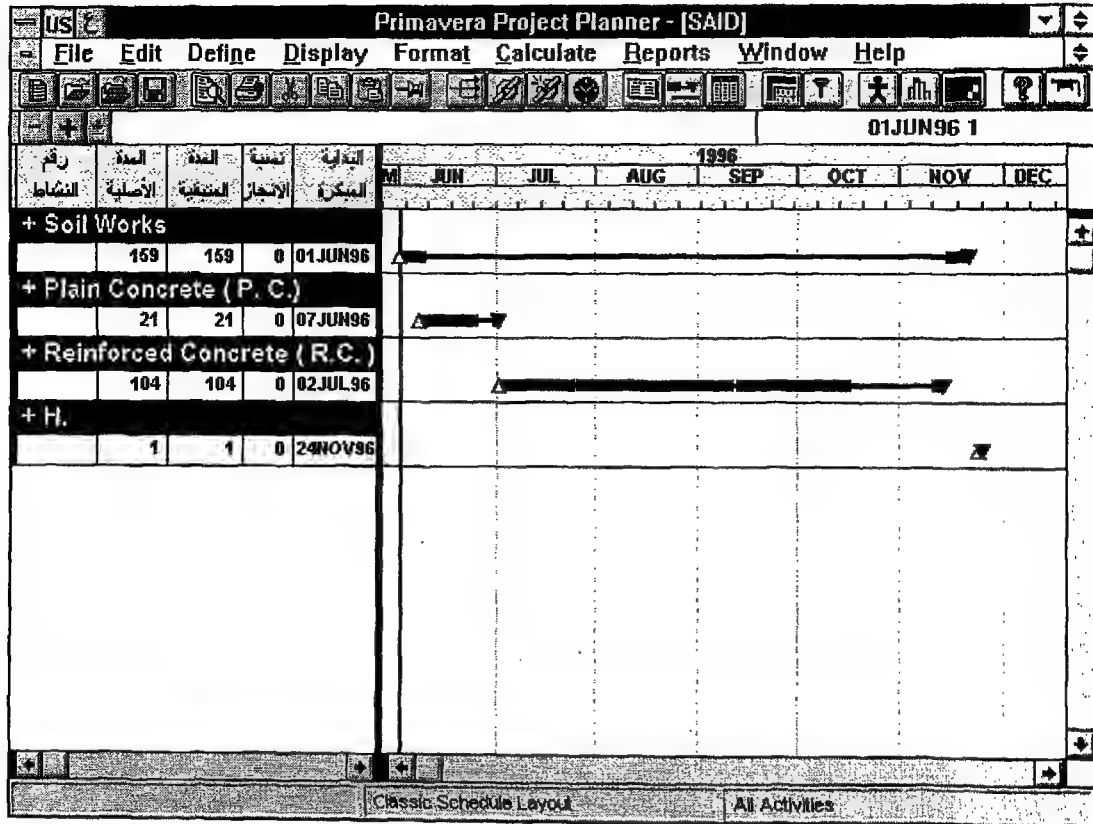 US ع Primavera Project Planner - [SAID]
File Edit Define Display Format Calculate Reports Window Help
01JUN96 1
رقم المدة المدة نسبة البداية
النشاط الأصلية المتبقية الانجاز المبكرة
1996
M JUN JUL AUG SEP OCT NOV DEC
+ Soil Works
159 159 0 01JUN96
+ Plain Concrete ( P. C.)
21 21 0 07JUN96
+ Reinforced Concrete ( R.C. )
104 104 0 02JUL96
+ H.
1 1 0 24NOV96
Classic Schedule Layout All Activities